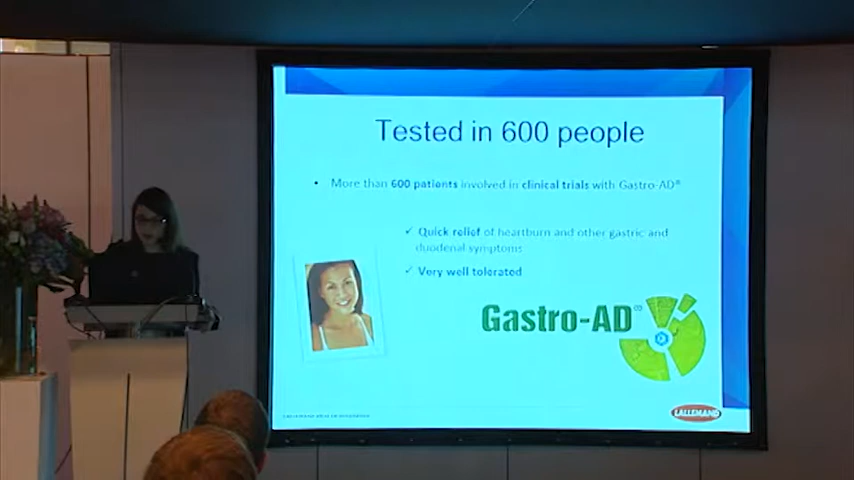 Tested in 600 people
• More than 600 patients involved in clinical trials with Gastro-AD®
✓ Quick relief of heartburn and other gastric and
duodenal symptoms
✓ Very well tolerated
Gastro-AD®
LALLEMAND